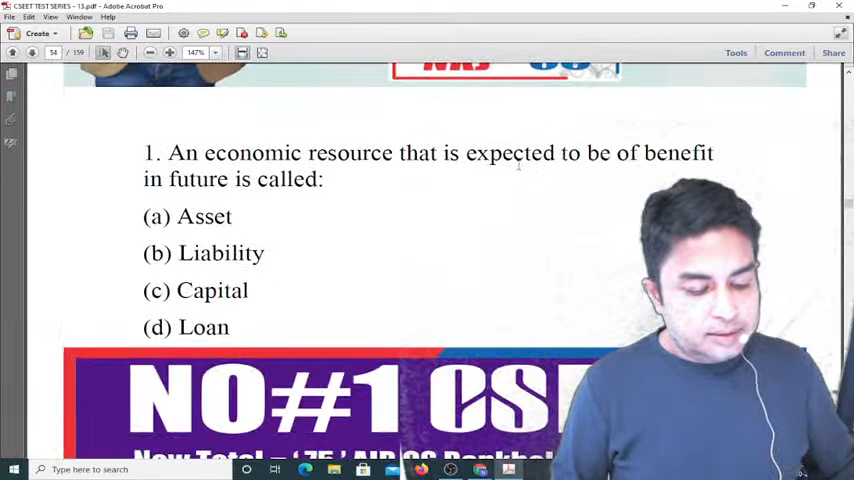 CSEET TEST SERIES - 13.pdf - Adobe Acrobat Pro
File Edit View Window Help
Create
54 / 159 147% Tools Comment Share
1. An economic resource that is expected to be of benefit
in future is called:
(a) Asset
(b) Liability
(c) Capital
(d) Loan
NO#1 CSE
Type here to search